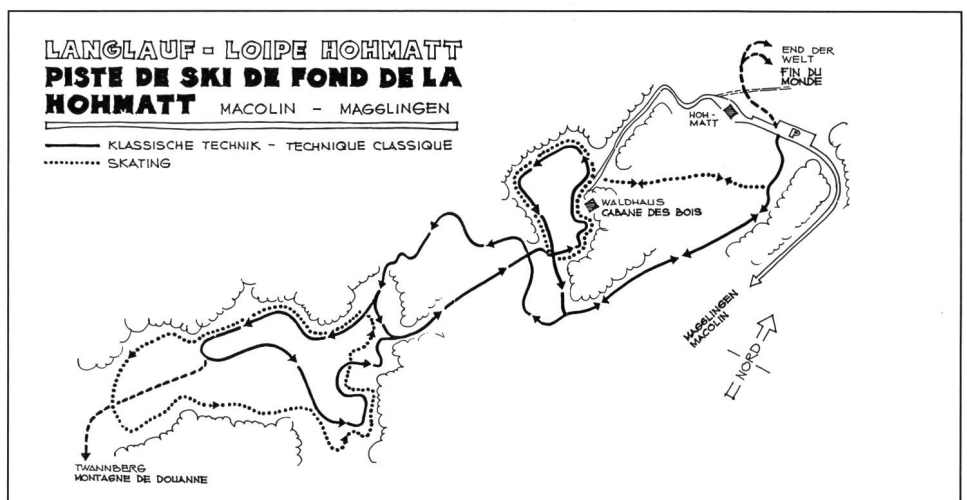 LANGLAUF - LOIPE HOHMATT
PISTE DE SKI DE FOND DE LA
HOHMATT MACOLIN - MAGGLINGEN
KLASSISCHE TECHNIK - TECHNIQUE CLASSIQUE
SKATING
END DER
WELT
FIN DU
MONDE
HOH-
MATT
P
WALDHAUS
CABANE DES BOIS
MAGGLINGEN
MACOLIN
NORD
TWANNBERG
MONTAGNE DE DOUANNE